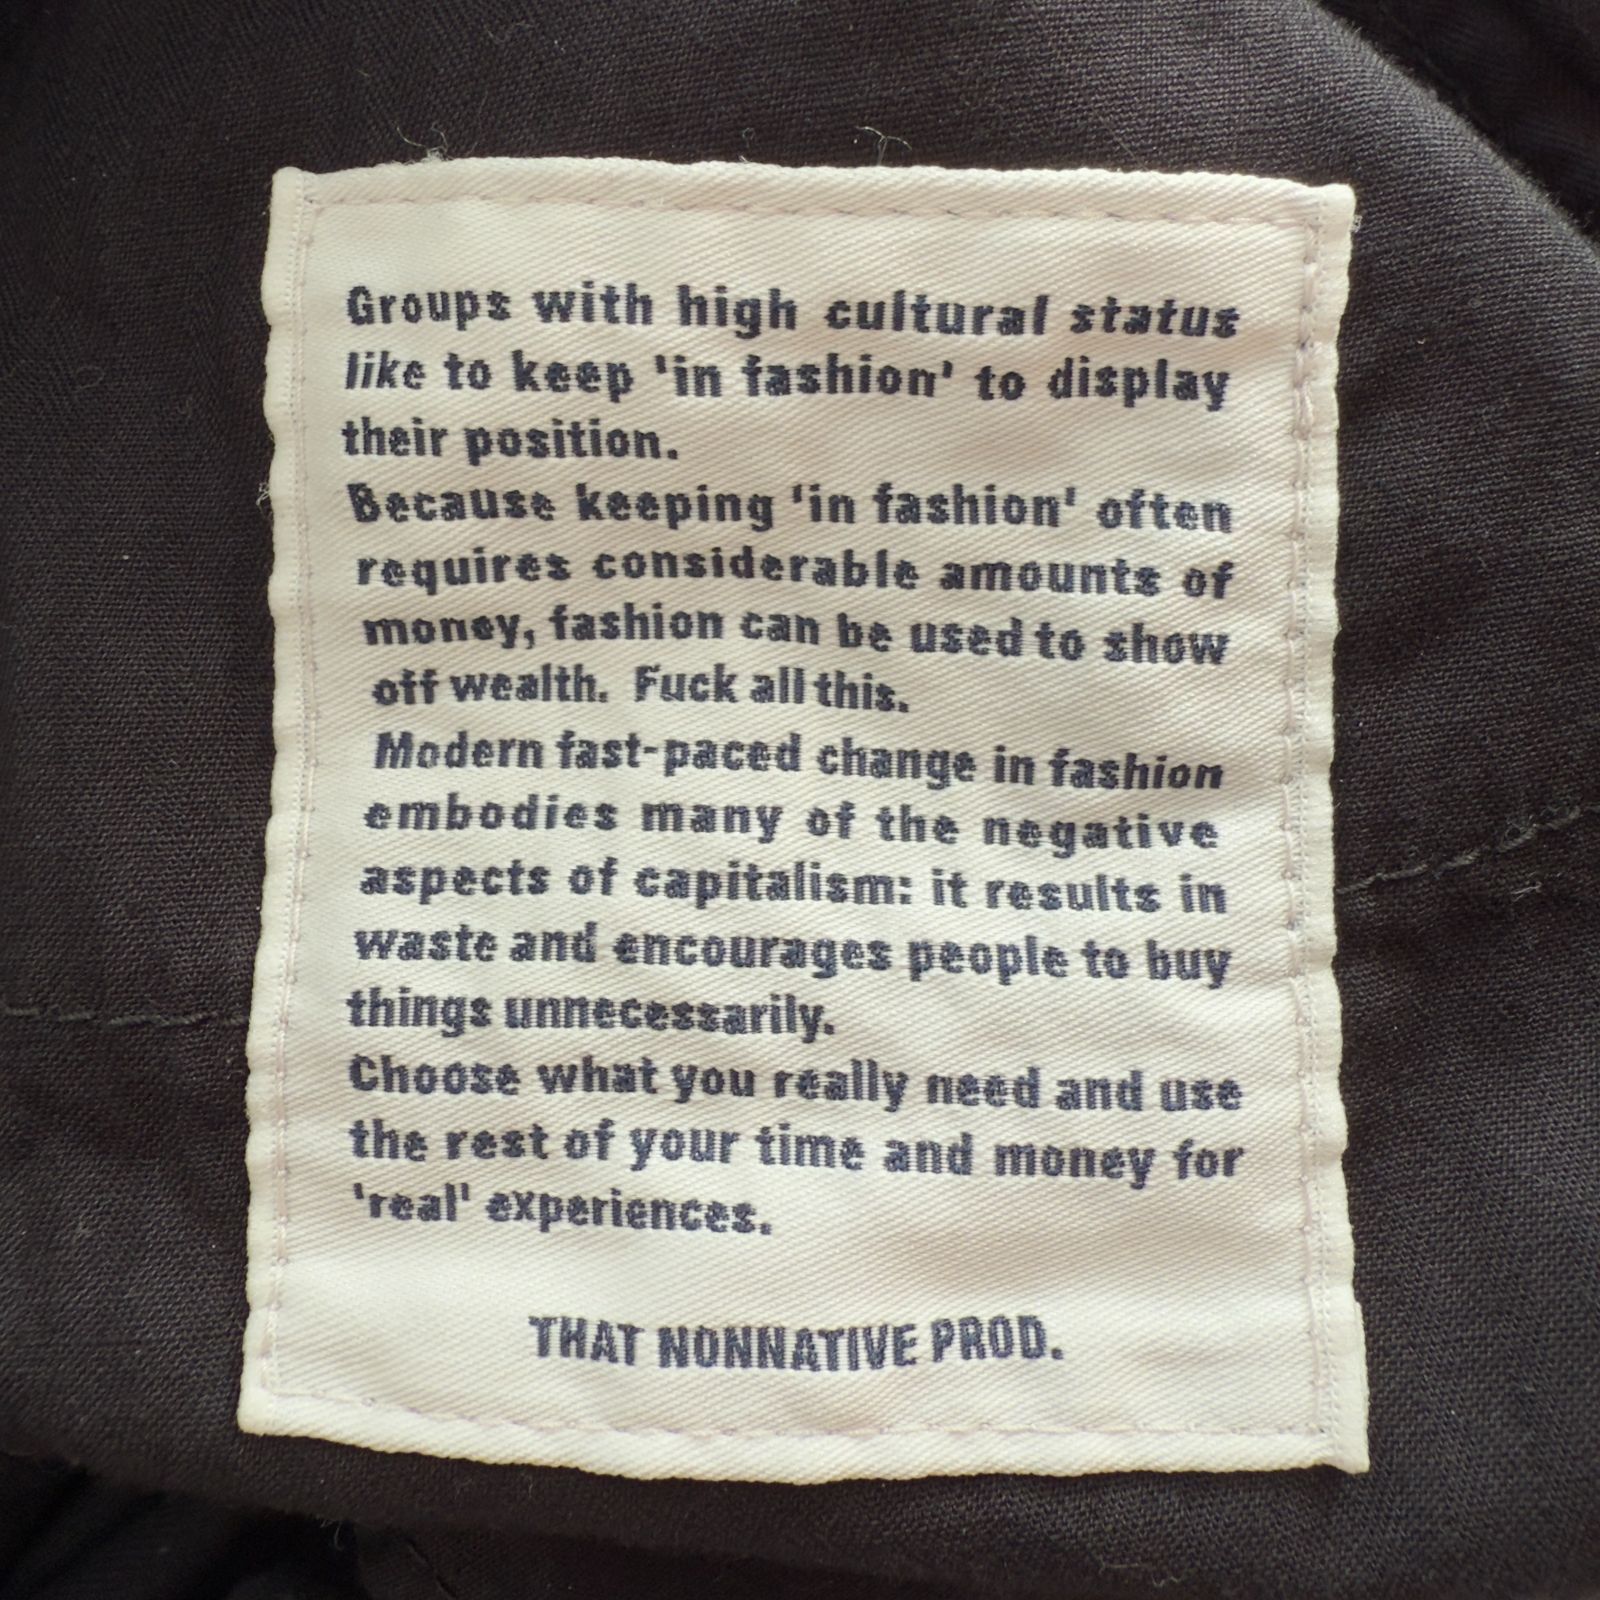 Groups with high cultural status
like to keep 'in fashion' to display
their position.
Because keeping 'in fashion' often
requires considerable amounts of
money, fashion can be used to show
off wealth. Fuck all this.
Modern fast-paced change in fashion
embodies many of the negative
aspects of capitalism: it results in
waste and encourages people to buy
things unnecessarily.
Choose what you really need and use
the rest of your time and money for
'real' experiences.
THAT NONNATIVE PROD.